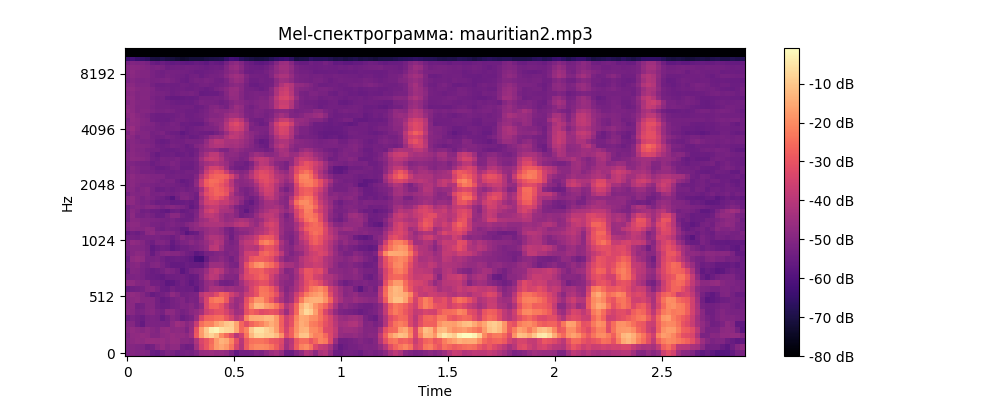 Mel-спектрограмма: mauritian2.mp3
8192
4096
2048
1024
512
0
Hz
0
0.5
1
1.5
2
2.5
Time
-10 dB
-20 dB
-30 dB
-40 dB
-50 dB
-60 dB
-70 dB
-80 dB